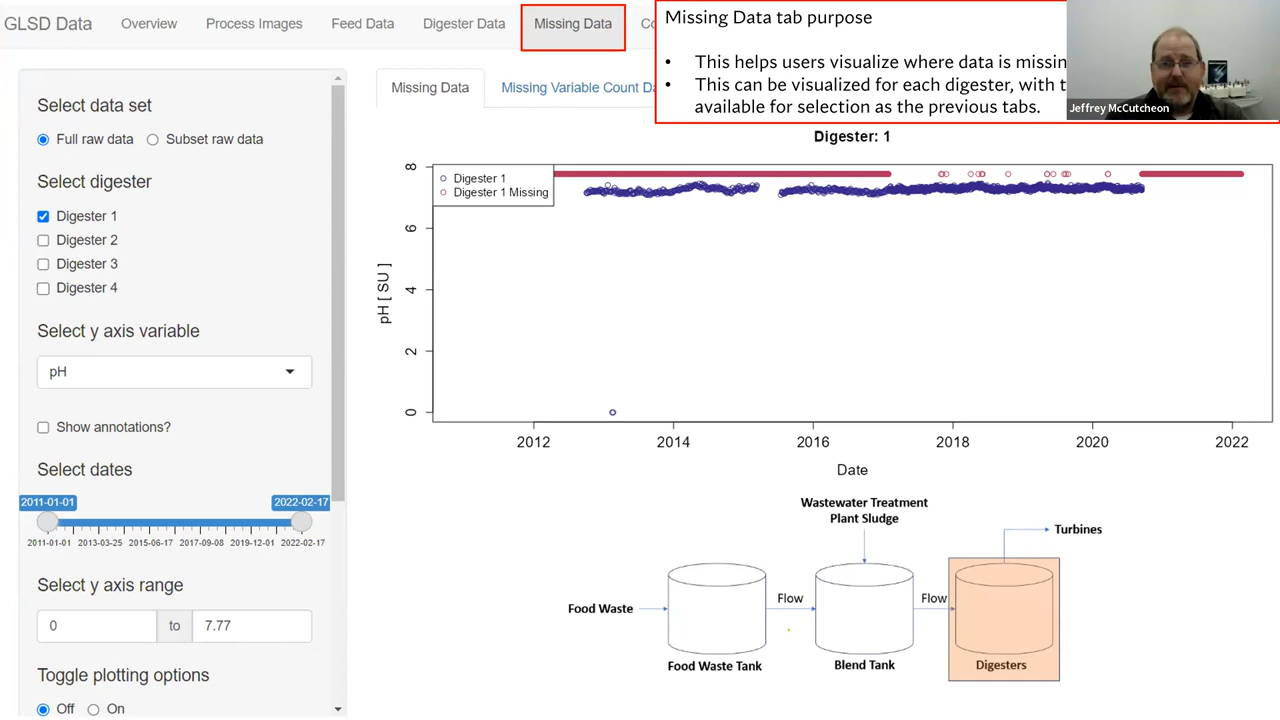 GLSD Data Overview Process Images Feed Data Digester Data Missing Data
Missing Data tab purpose
• This helps users visualize where data is missin
• This can be visualized for each digester, with t
available for selection as the previous tabs.
Jeffrey McCutcheon
Select data set
Full raw data Subset raw data
Select digester
Digester 1
Digester 2
Digester 3
Digester 4
Select y axis variable
pH
Show annotations?
Select dates
2011-01-01 2022-02-17
2011-01-01 2013-03-25 2015-06-17 2017-09-08 2019-12-01 2022-02-17
Select y axis range
0 to 7.77
Toggle plotting options
Off On
Missing Data Missing Variable Count Da
Digester: 1
Digester 1
Digester 1 Missing
pH [ SU ]
8
6
4
2
0
2012 2014 2016 2018 2020 2022
Date
Wastewater Treatment
Plant Sludge
Turbines
Food Waste
Flow
Flow
Food Waste Tank
Blend Tank
Digesters